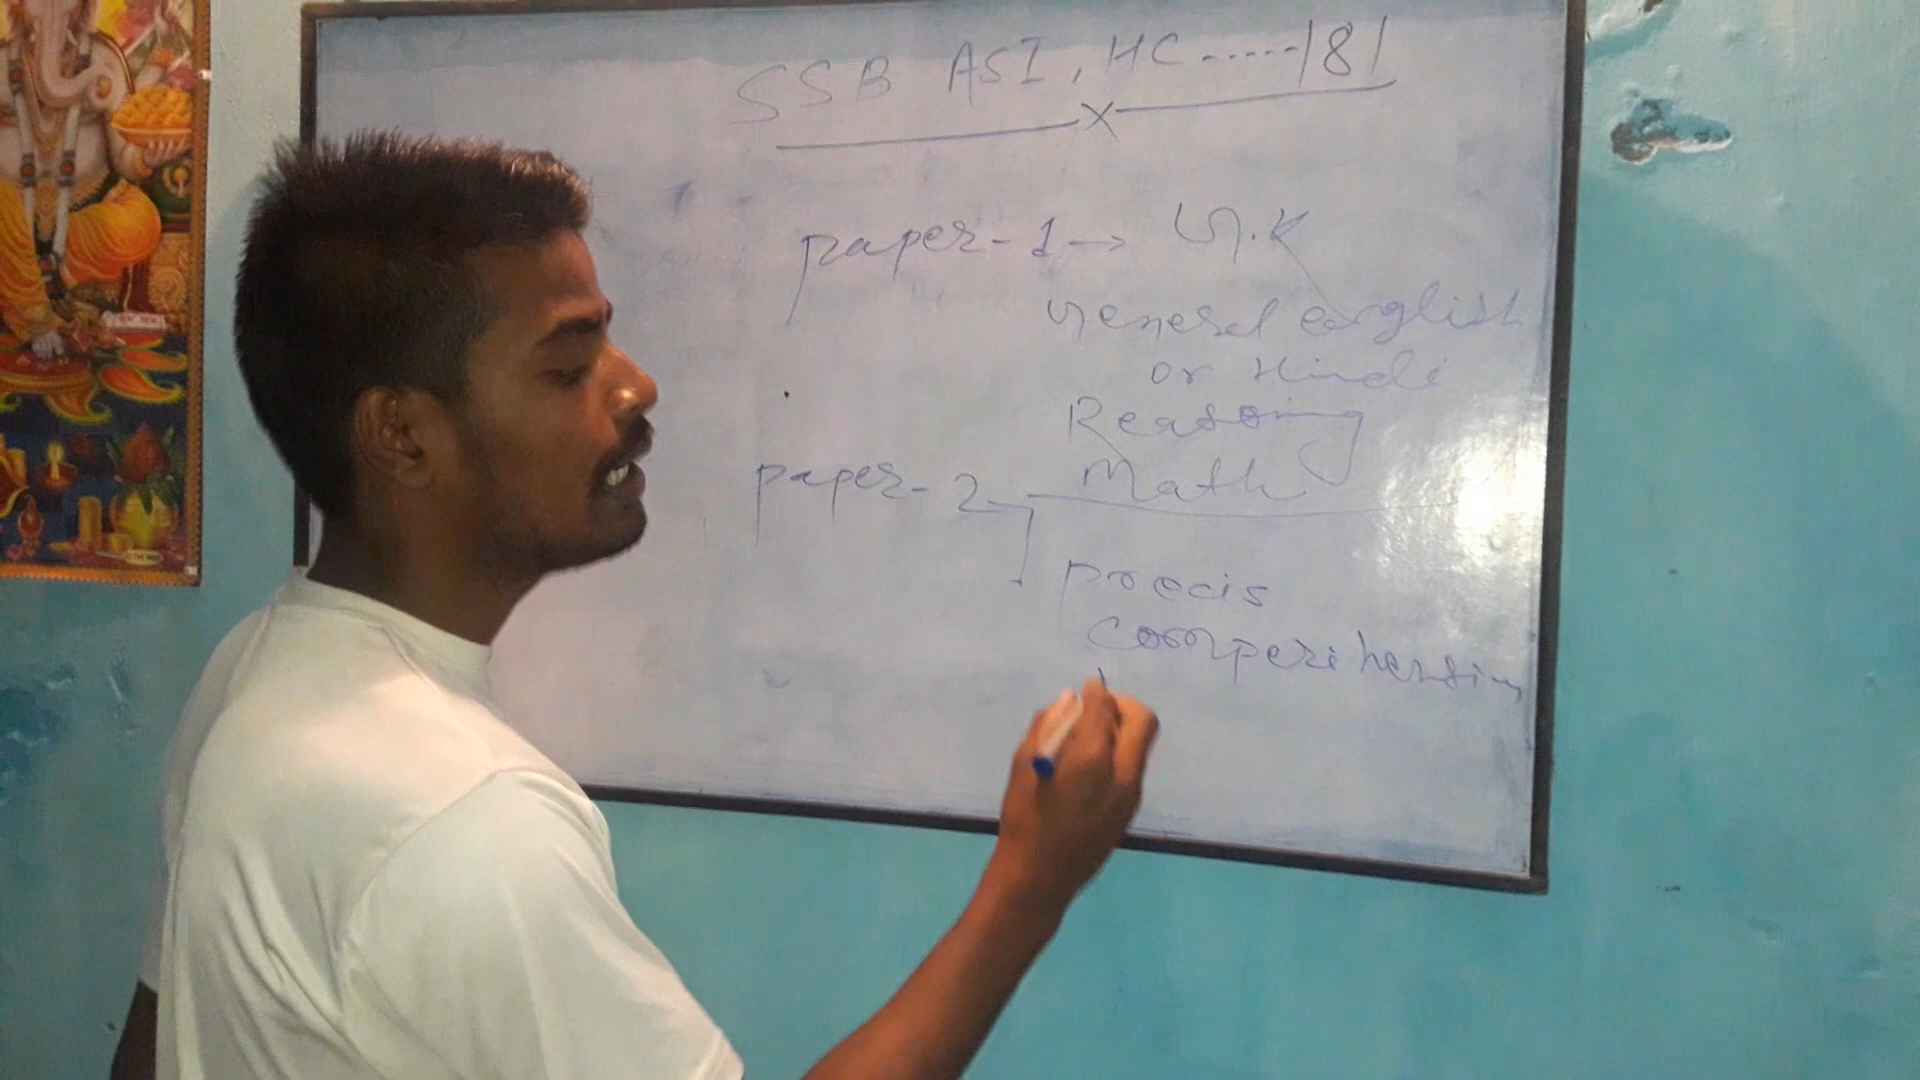 SSB ASI, HC ----- 181
x
paper-1 → G.K
General english
or Hindi
Reasoning
Math
paper-2
precis
comperihension